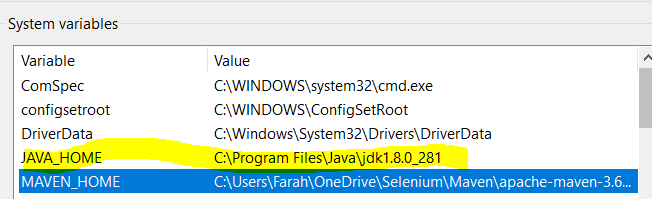 System variables
Variable Value
ComSpec C:\WINDOWS\system32\cmd.exe
configsetroot C:\WINDOWS\ConfigSetRoot
DriverData C:\Windows\System32\Drivers\DriverData
JAVA_HOME C:\Program Files\Java\jdk1.8.0_281
MAVEN_HOME C:\Users\Farah\OneDrive\Selenium\Maven\apache-maven-3.6...